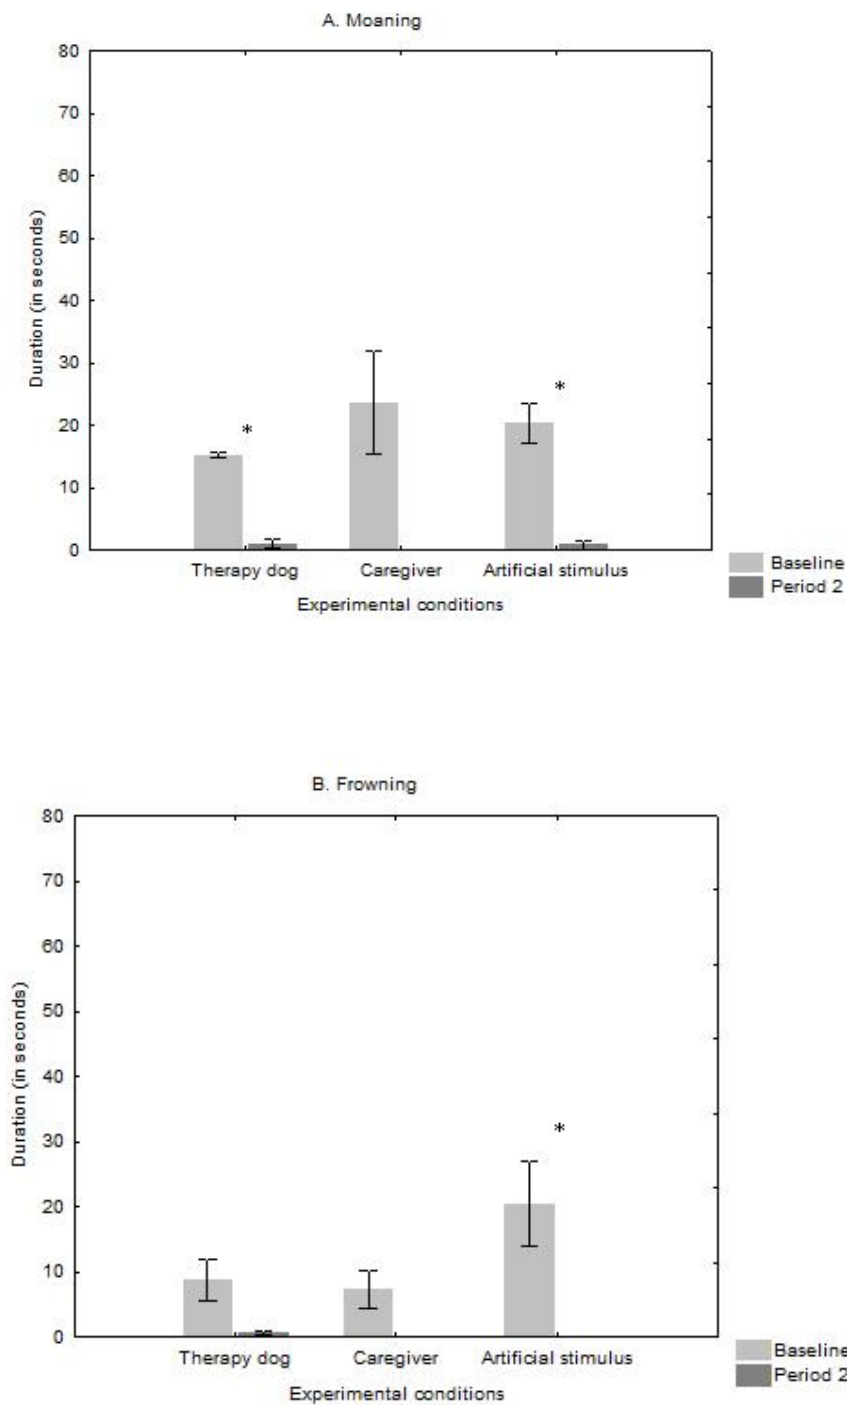 A. Moaning
80
70
60
50
40
30
20
10
0
Duration (in seconds)
*
*
Therapy dog Caregiver Artificial stimulus
Experimental conditions
Baseline
Period 2
B. Frowning
80
70
60
50
40
30
20
10
0
Duration (in seconds)
*
Therapy dog Caregiver Artificial stimulus
Experimental conditions
Baseline
Period 2